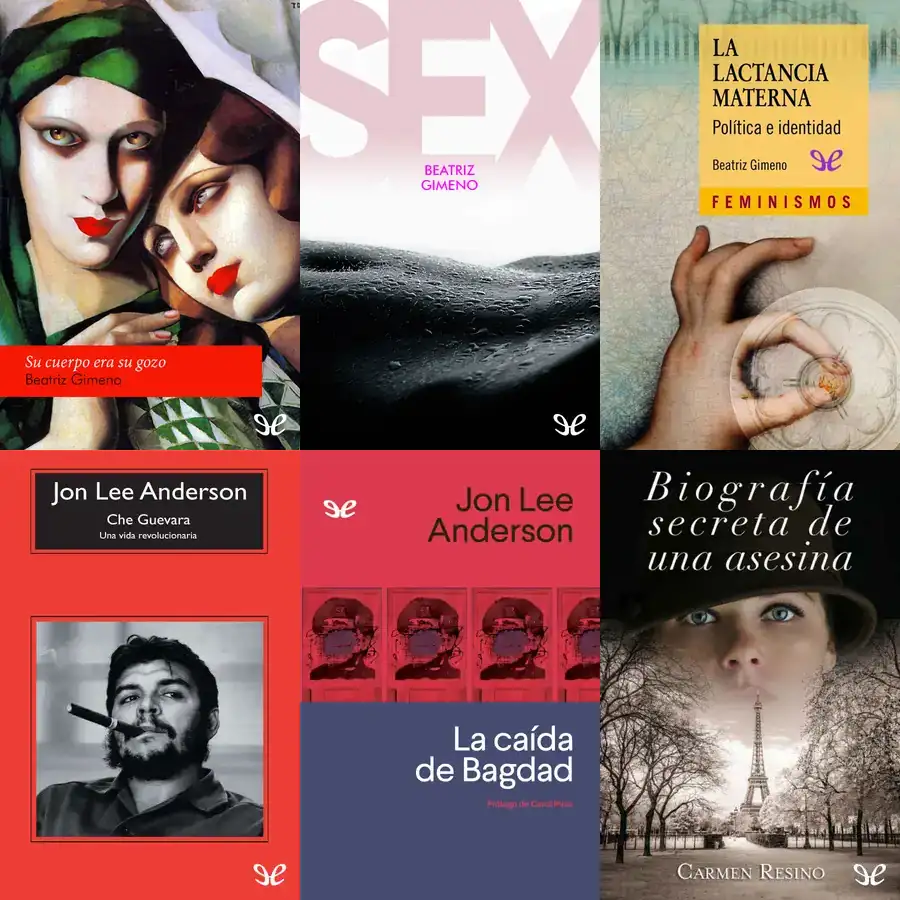 Su cuerpo era su gozo
Beatriz Gimeno
SEX
BEATRIZ
GIMENO
LA
LACTANCIA
MATERNA
Política e identidad
Beatriz Gimeno
FEMINISMOS
Jon Lee Anderson
Che Guevara
Una vida revolucionaria
Jon Lee
Anderson
La caída
de Bagdad
Biografía
secreta de
una asesina
CARMEN RESINO